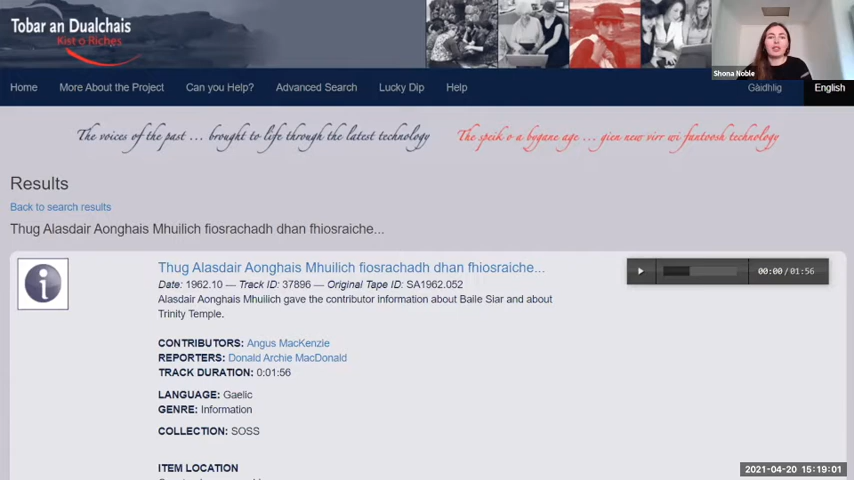 Tobar an Dualchais
Kist o Riches
Shona Noble
Home
More About the Project
Can you Help?
Advanced Search
Lucky Dip
Help
Gàidhlig
English
The voices of the past ... brought to life through the latest technology
The speik o a bygane age ... gien new virr wi fantoosh technology
Results
Back to search results
Thug Alasdair Aonghais Mhuilich fiosrachadh dhan fhiosraiche...
Thug Alasdair Aonghais Mhuilich fiosrachadh dhan fhiosraiche...
00:00/01:56
Date: 1962.10 — Track ID: 37896 — Original Tape ID: SA1962.052
Alasdair Aonghais Mhuilich gave the contributor information about Baile Siar and about
Trinity Temple.
CONTRIBUTORS: Angus MacKenzie
REPORTERS: Donald Archie MacDonald
TRACK DURATION: 0:01:56
LANGUAGE: Gaelic
GENRE: Information
COLLECTION: SOSS
ITEM LOCATION
2021-04-20 15:19:01